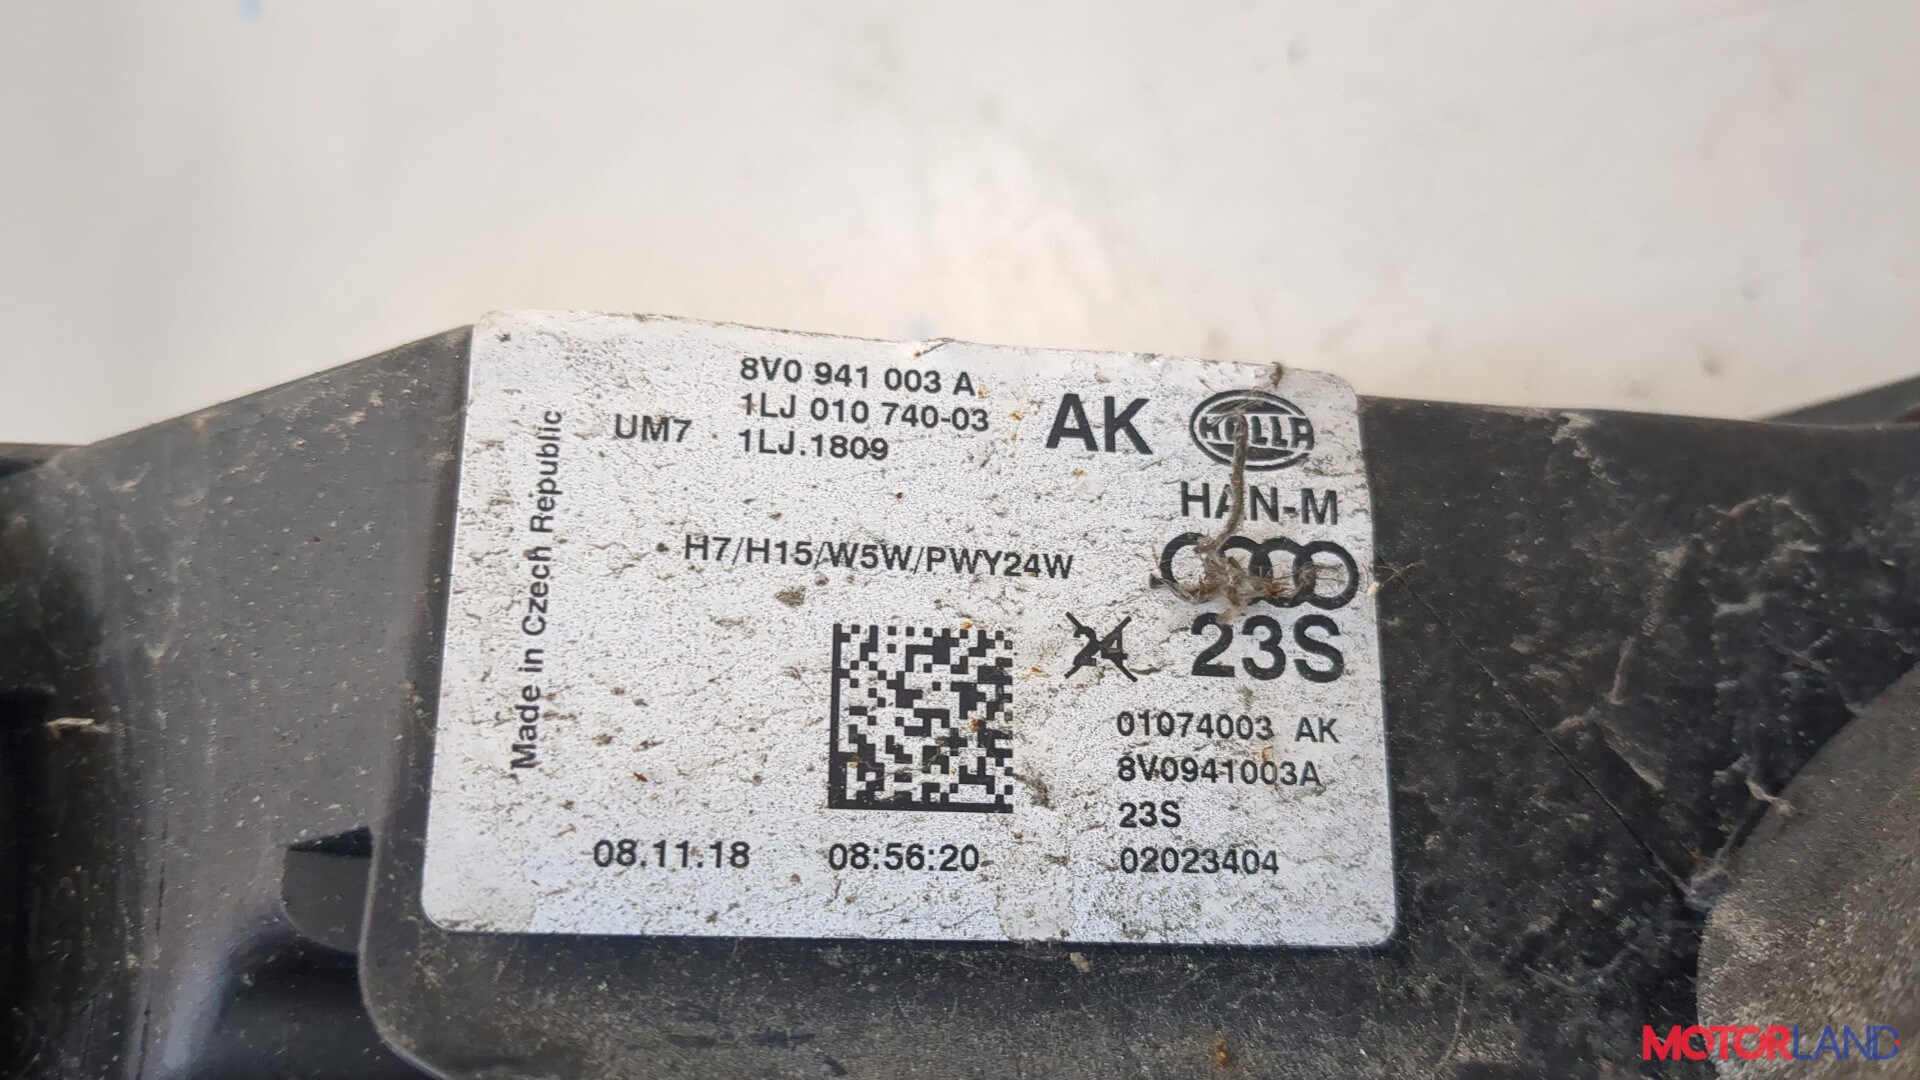 8V0 941 003 A
1LJ 010 740-03
UM7 1LJ.1809
AK
HELLA
HAN-M
H7/H15/W5W/PWY24W
24 23S
01074003 AK
8V0941003A
23S
02023404
08.11.18 08:56:20
Made in Czech Republic
MOTORLAND